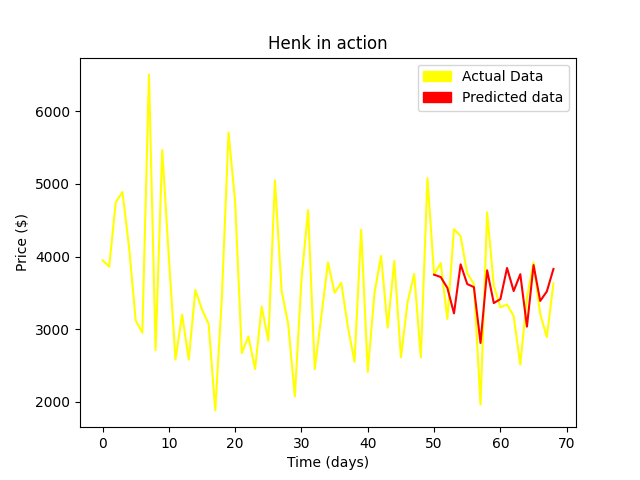 Henk in action
Actual Data
Predicted data
Price ($)
6000
5000
4000
3000
2000
0 10 20 30 40 50 60 70
Time (days)